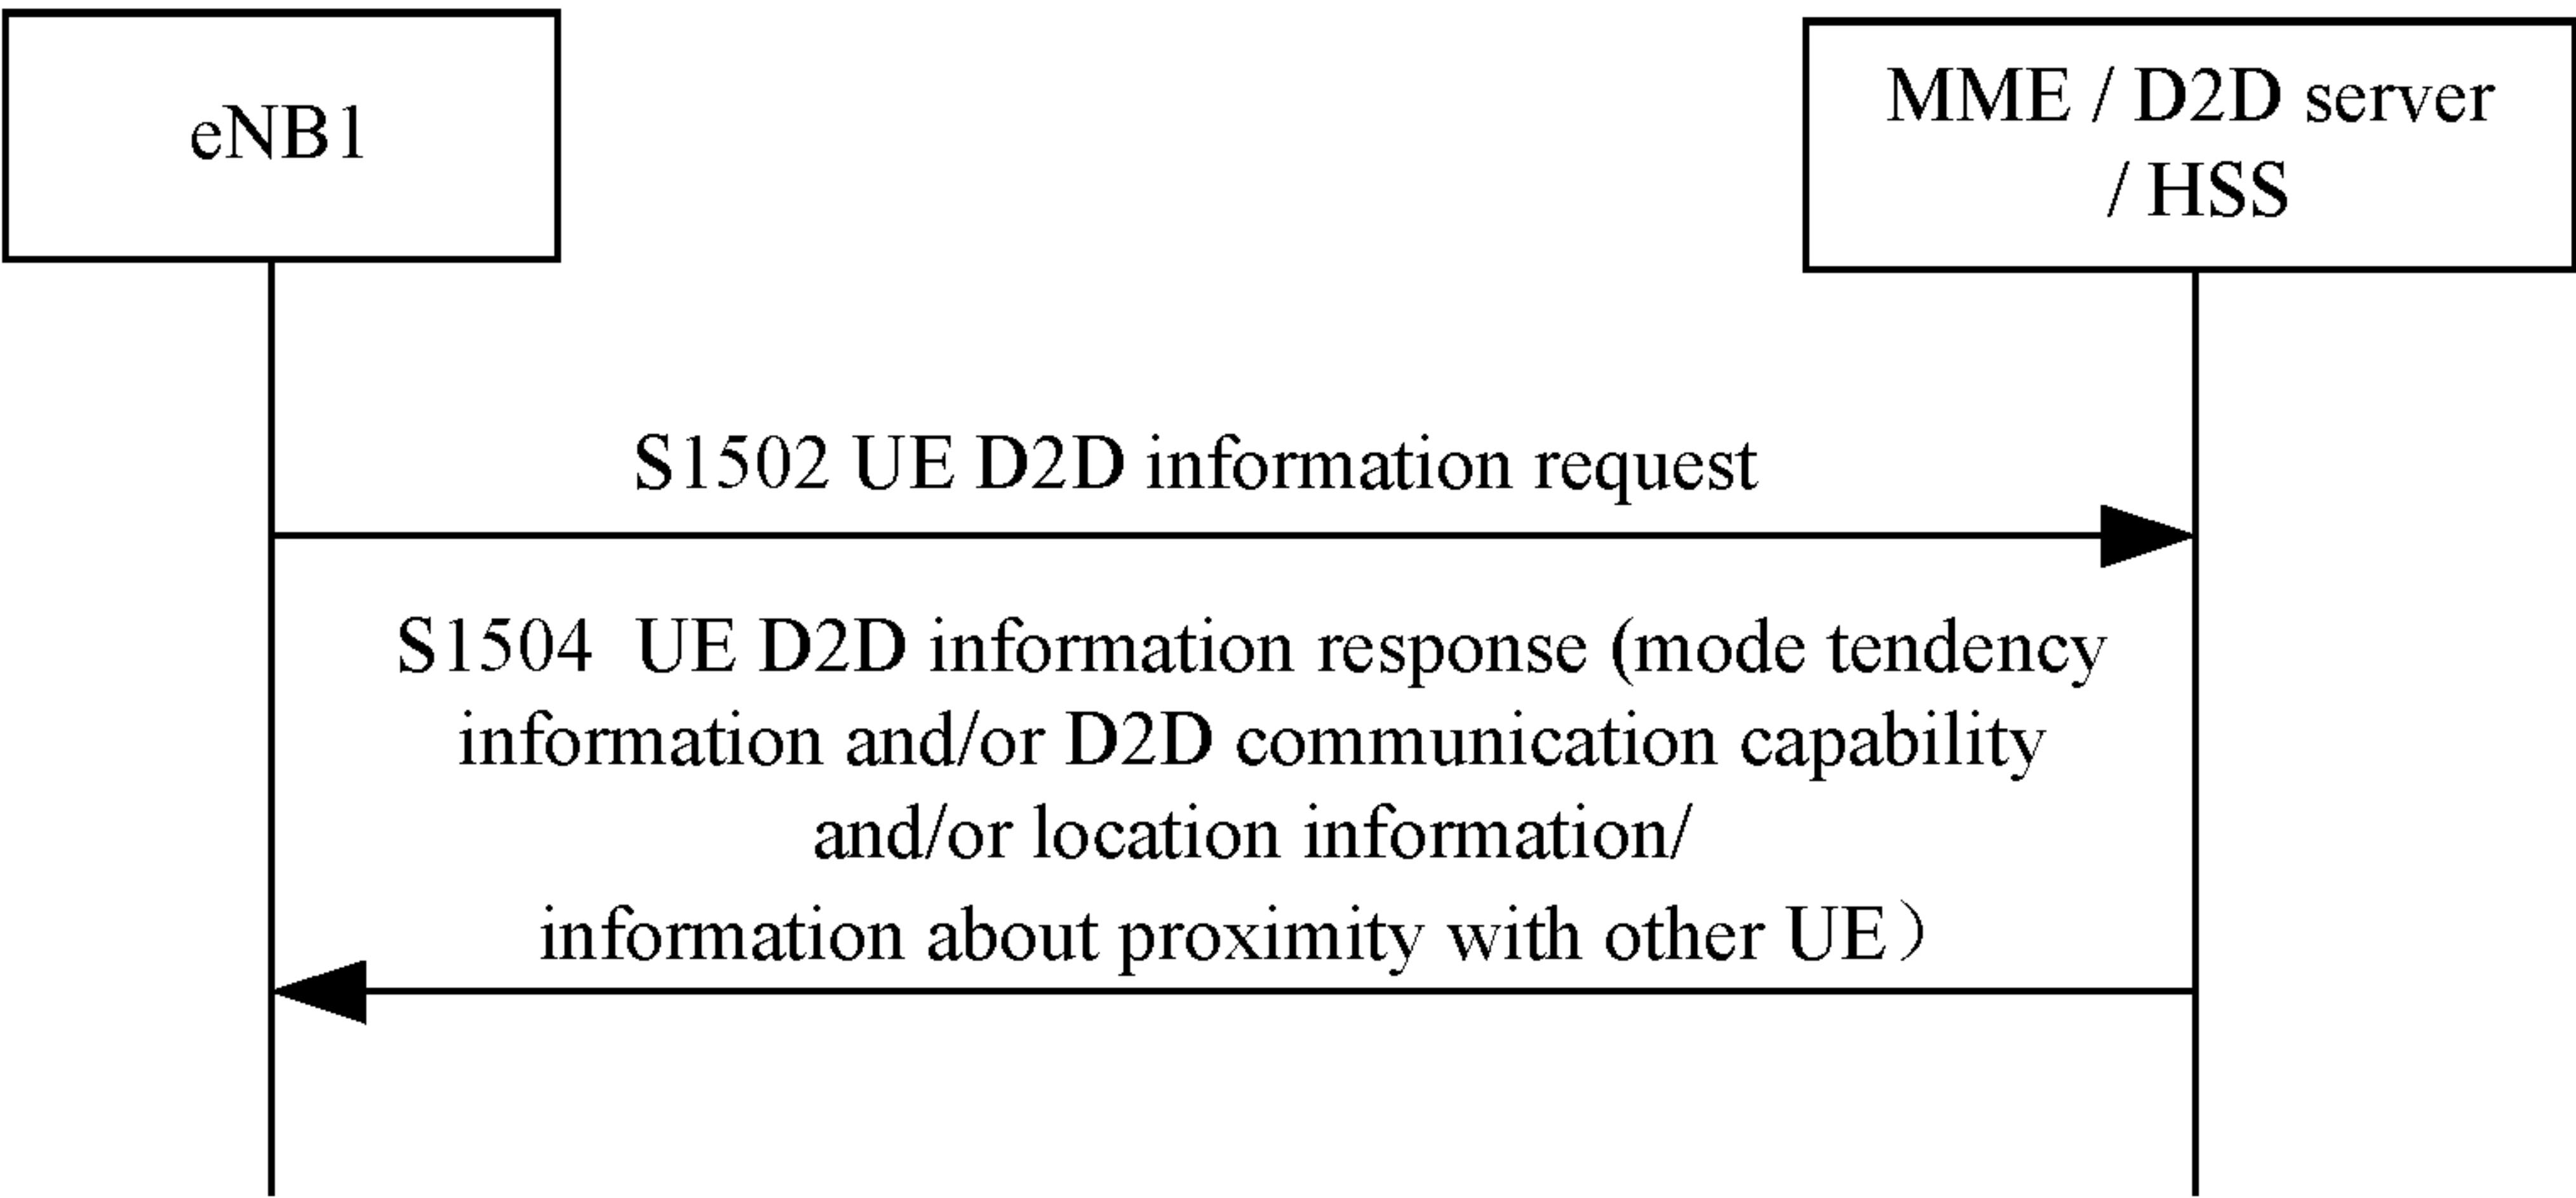 eNB1
MME / D2D server
/ HSS
S1502 UE D2D information request
S1504  UE D2D information response (mode tendency
information and/or D2D communication capability
and/or location information/
information about proximity with other UE）